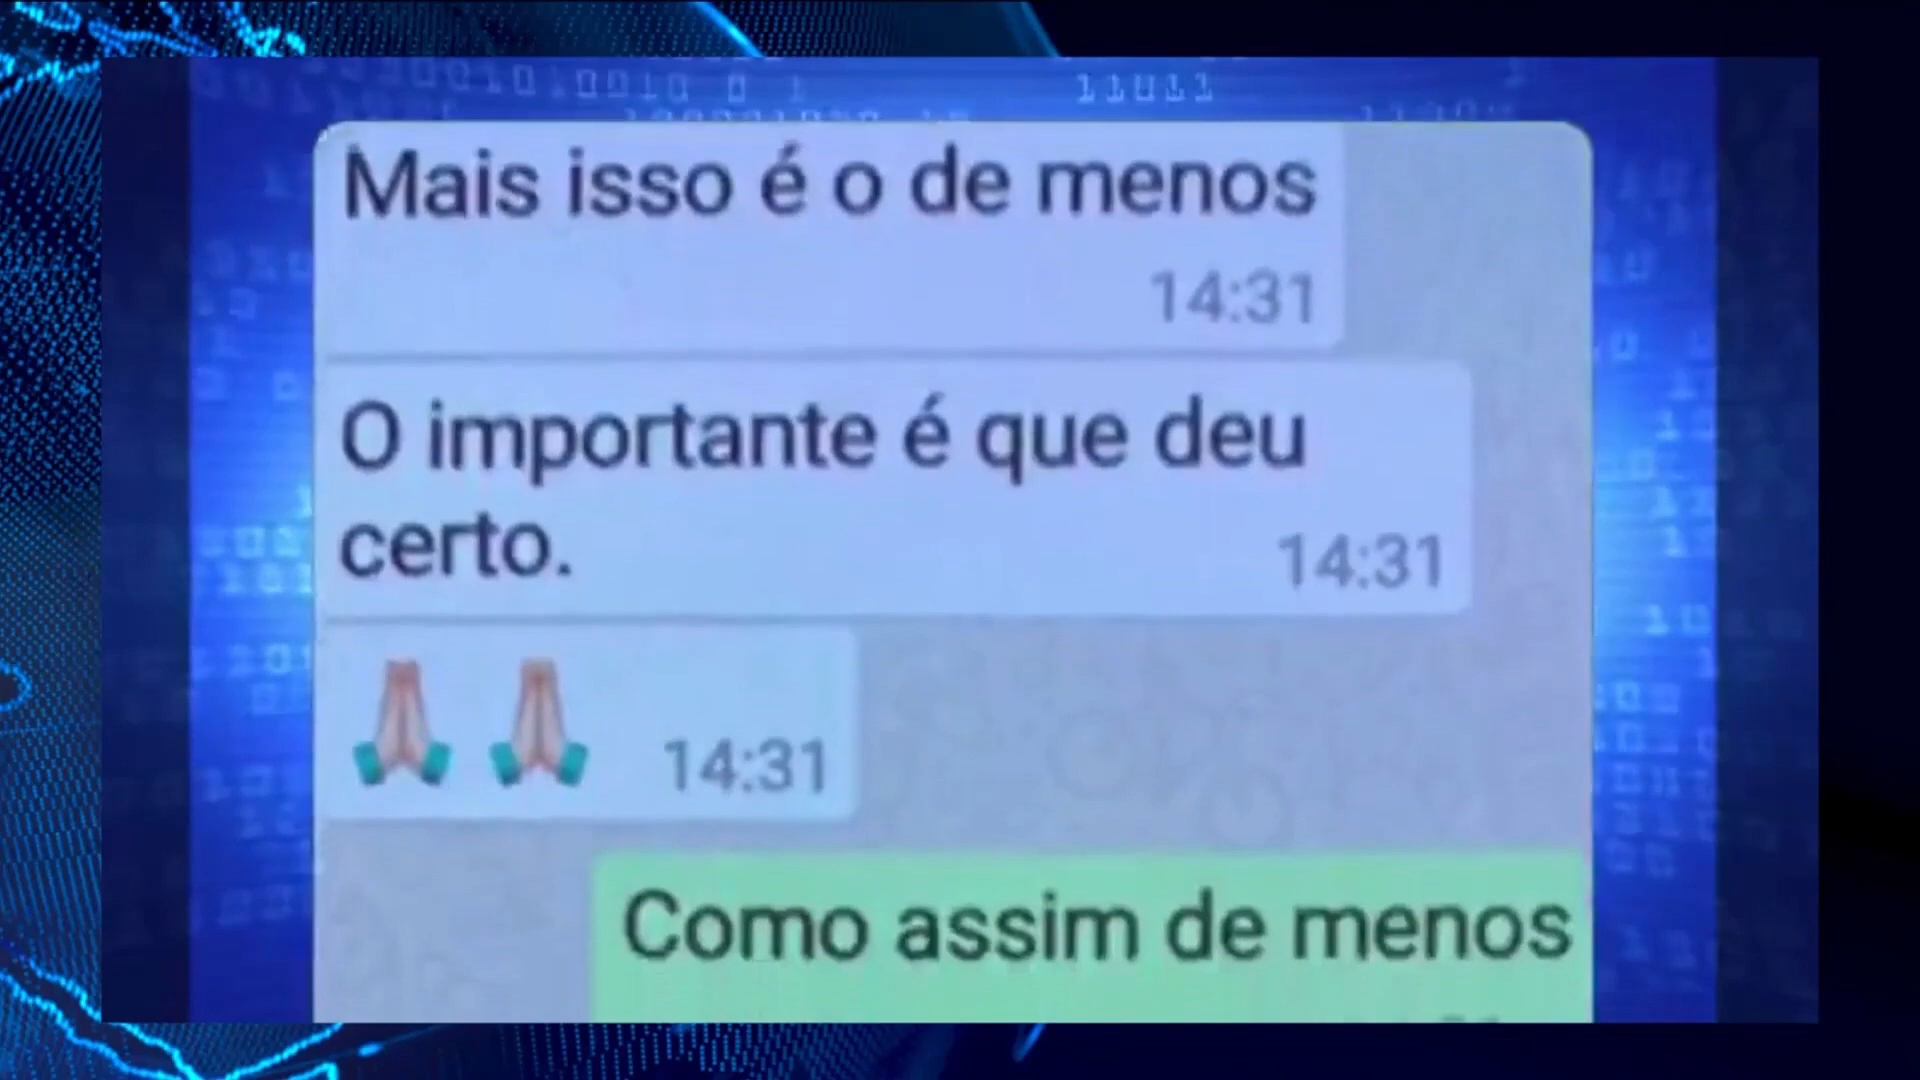 Mais isso é o de menos
14:31
O importante é que deu
certo.
14:31
🙏🏻 🙏🏻 14:31
Como assim de menos